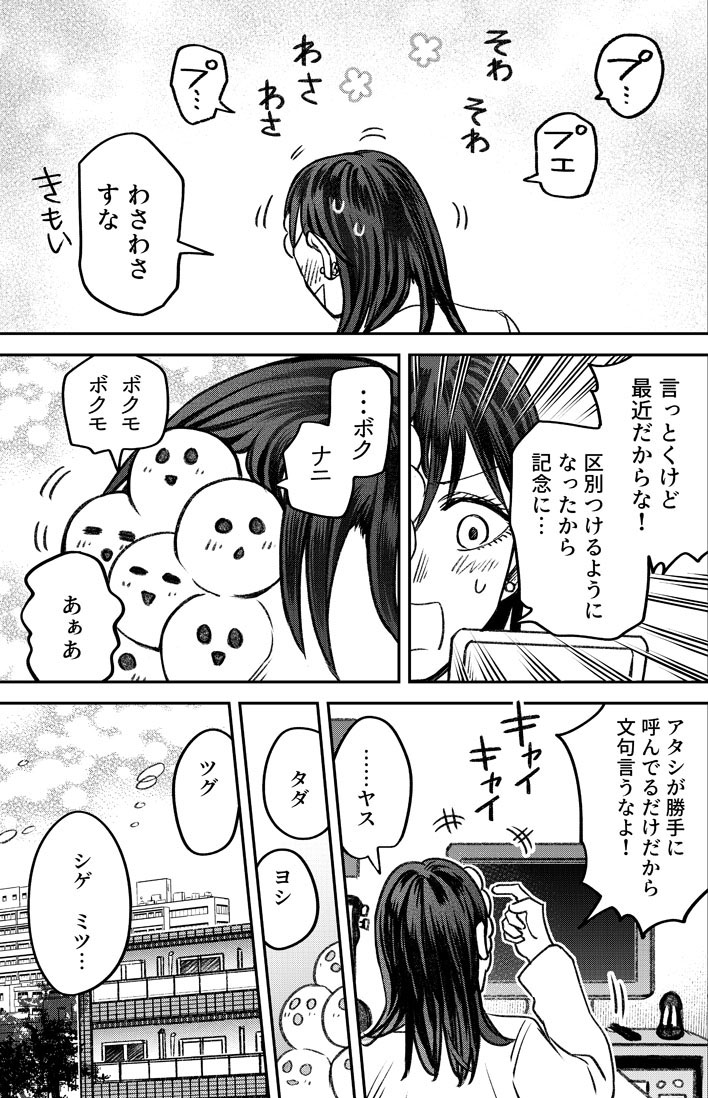 プ…
そわ
そわ
プエ
わさ
わさ
プ…
わさわさ
すな
きもい
言っとくけど
最近だからな！
区別つけるように
なったから
記念に…
…ボク
ナニ
ボクモ
ボクモ
あぁあ
アタシが勝手に
呼んでるだけだから
文句言うなよ！
キャイ
キャイ
……ヤス
タダ
ヨシ
ツグ
シゲ　ミツ…